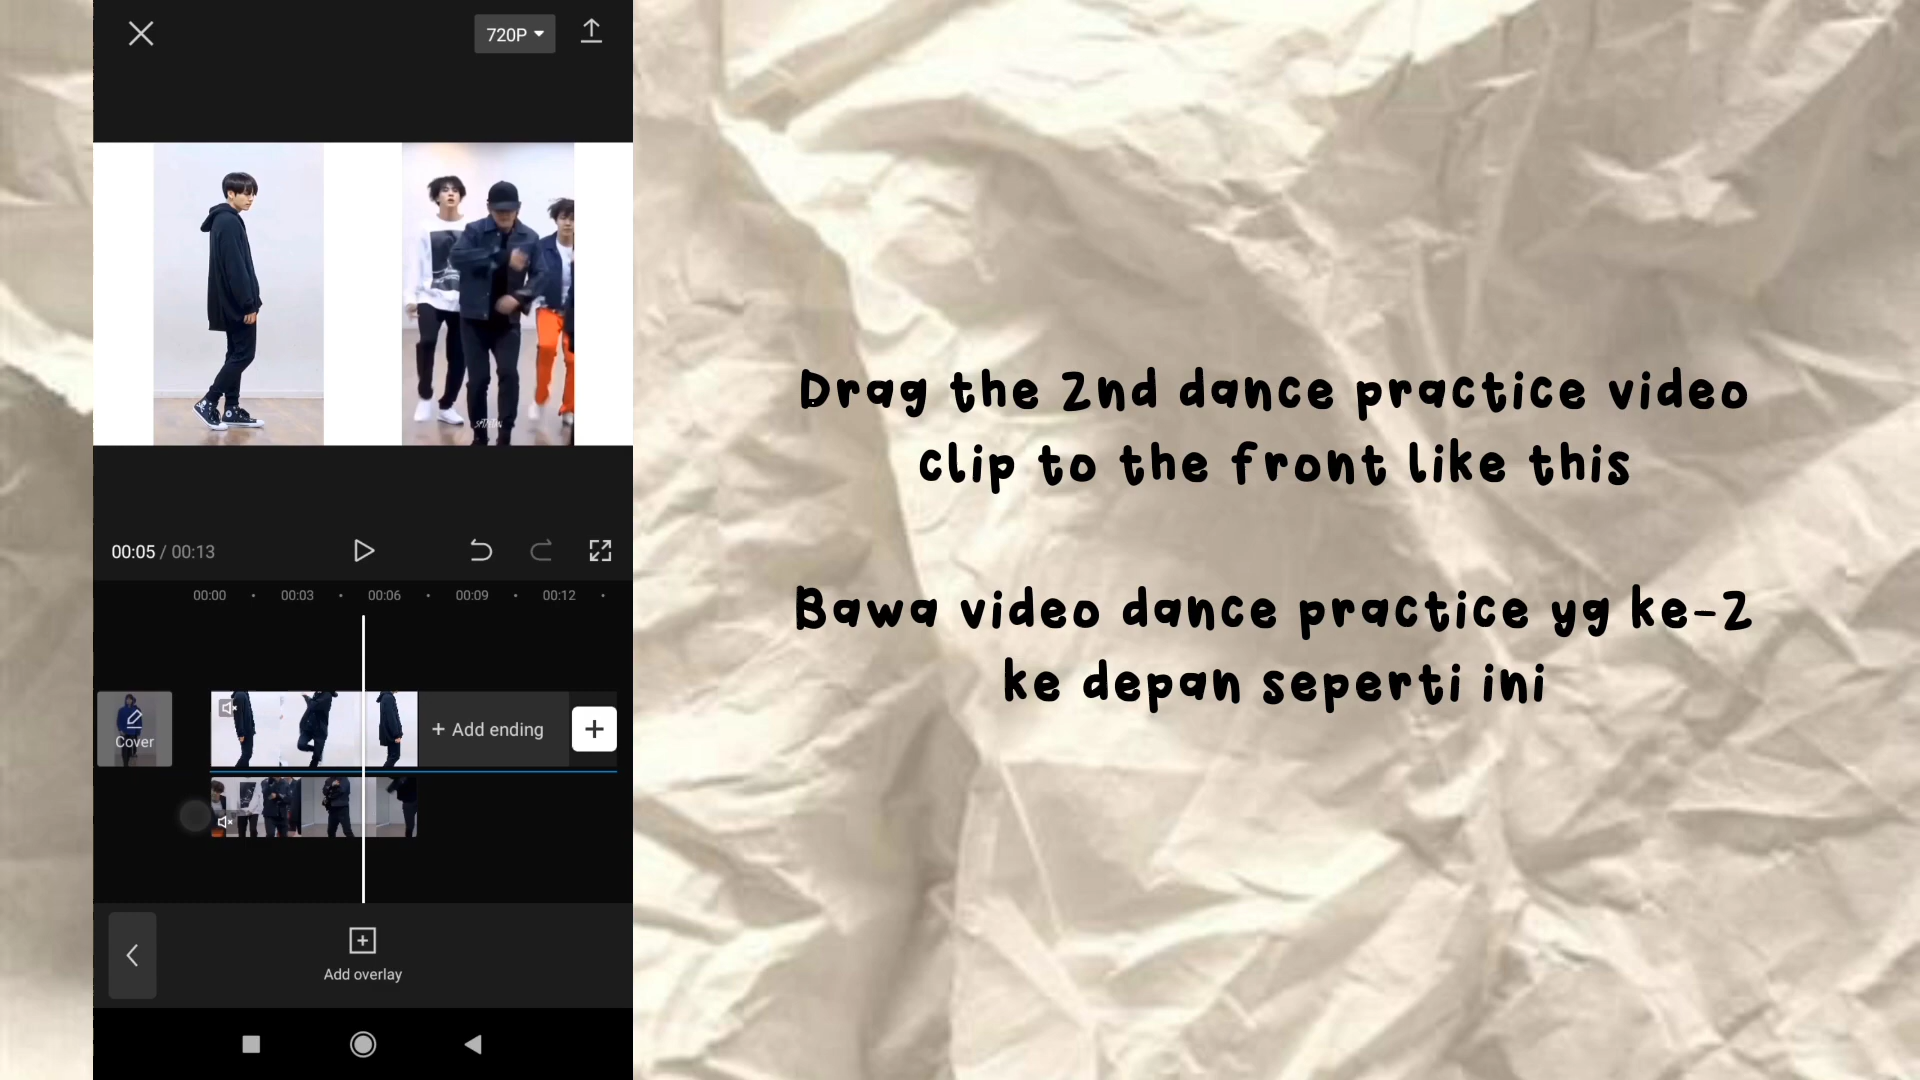 720P
00:05 / 00:13
00:00 00:03 00:06 00:09 00:12
Cover
+ Add ending
Add overlay
Drag the 2nd dance practice video
clip to the front like this
Bawa video dance practice yg ke-2
ke depan seperti ini